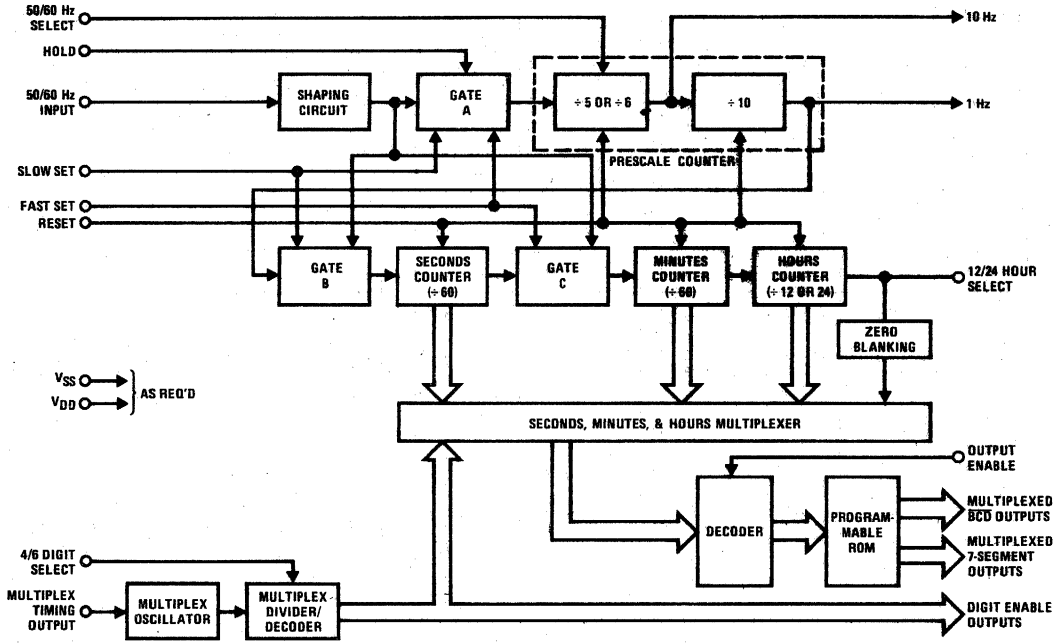 50/60 Hz
SELECT
10 Hz
HOLD
50/60 Hz
INPUT
SHAPING
CIRCUIT
GATE
A
÷5 OR ÷6
÷10
1 Hz
PRESCALE COUNTER
SLOW SET
FAST SET
RESET
GATE
B
SECONDS
COUNTER
(÷60)
GATE
C
MINUTES
COUNTER
(÷60)
HOURS
COUNTER
(÷12 OR 24)
12/24 HOUR
SELECT
ZERO
BLANKING
VSS
VDD
AS REQ'D
SECONDS, MINUTES, & HOURS MULTIPLEXER
OUTPUT
ENABLE
DECODER
PROGRAM-
MABLE
ROM
MULTIPLEXED
BCD OUTPUTS
MULTIPLEXED
7-SEGMENT
OUTPUTS
4/6 DIGIT
SELECT
MULTIPLEX
TIMING
OUTPUT
MULTIPLEX
OSCILLATOR
MULTIPLEX
DIVIDER/
DECODER
DIGIT ENABLE
OUTPUTS